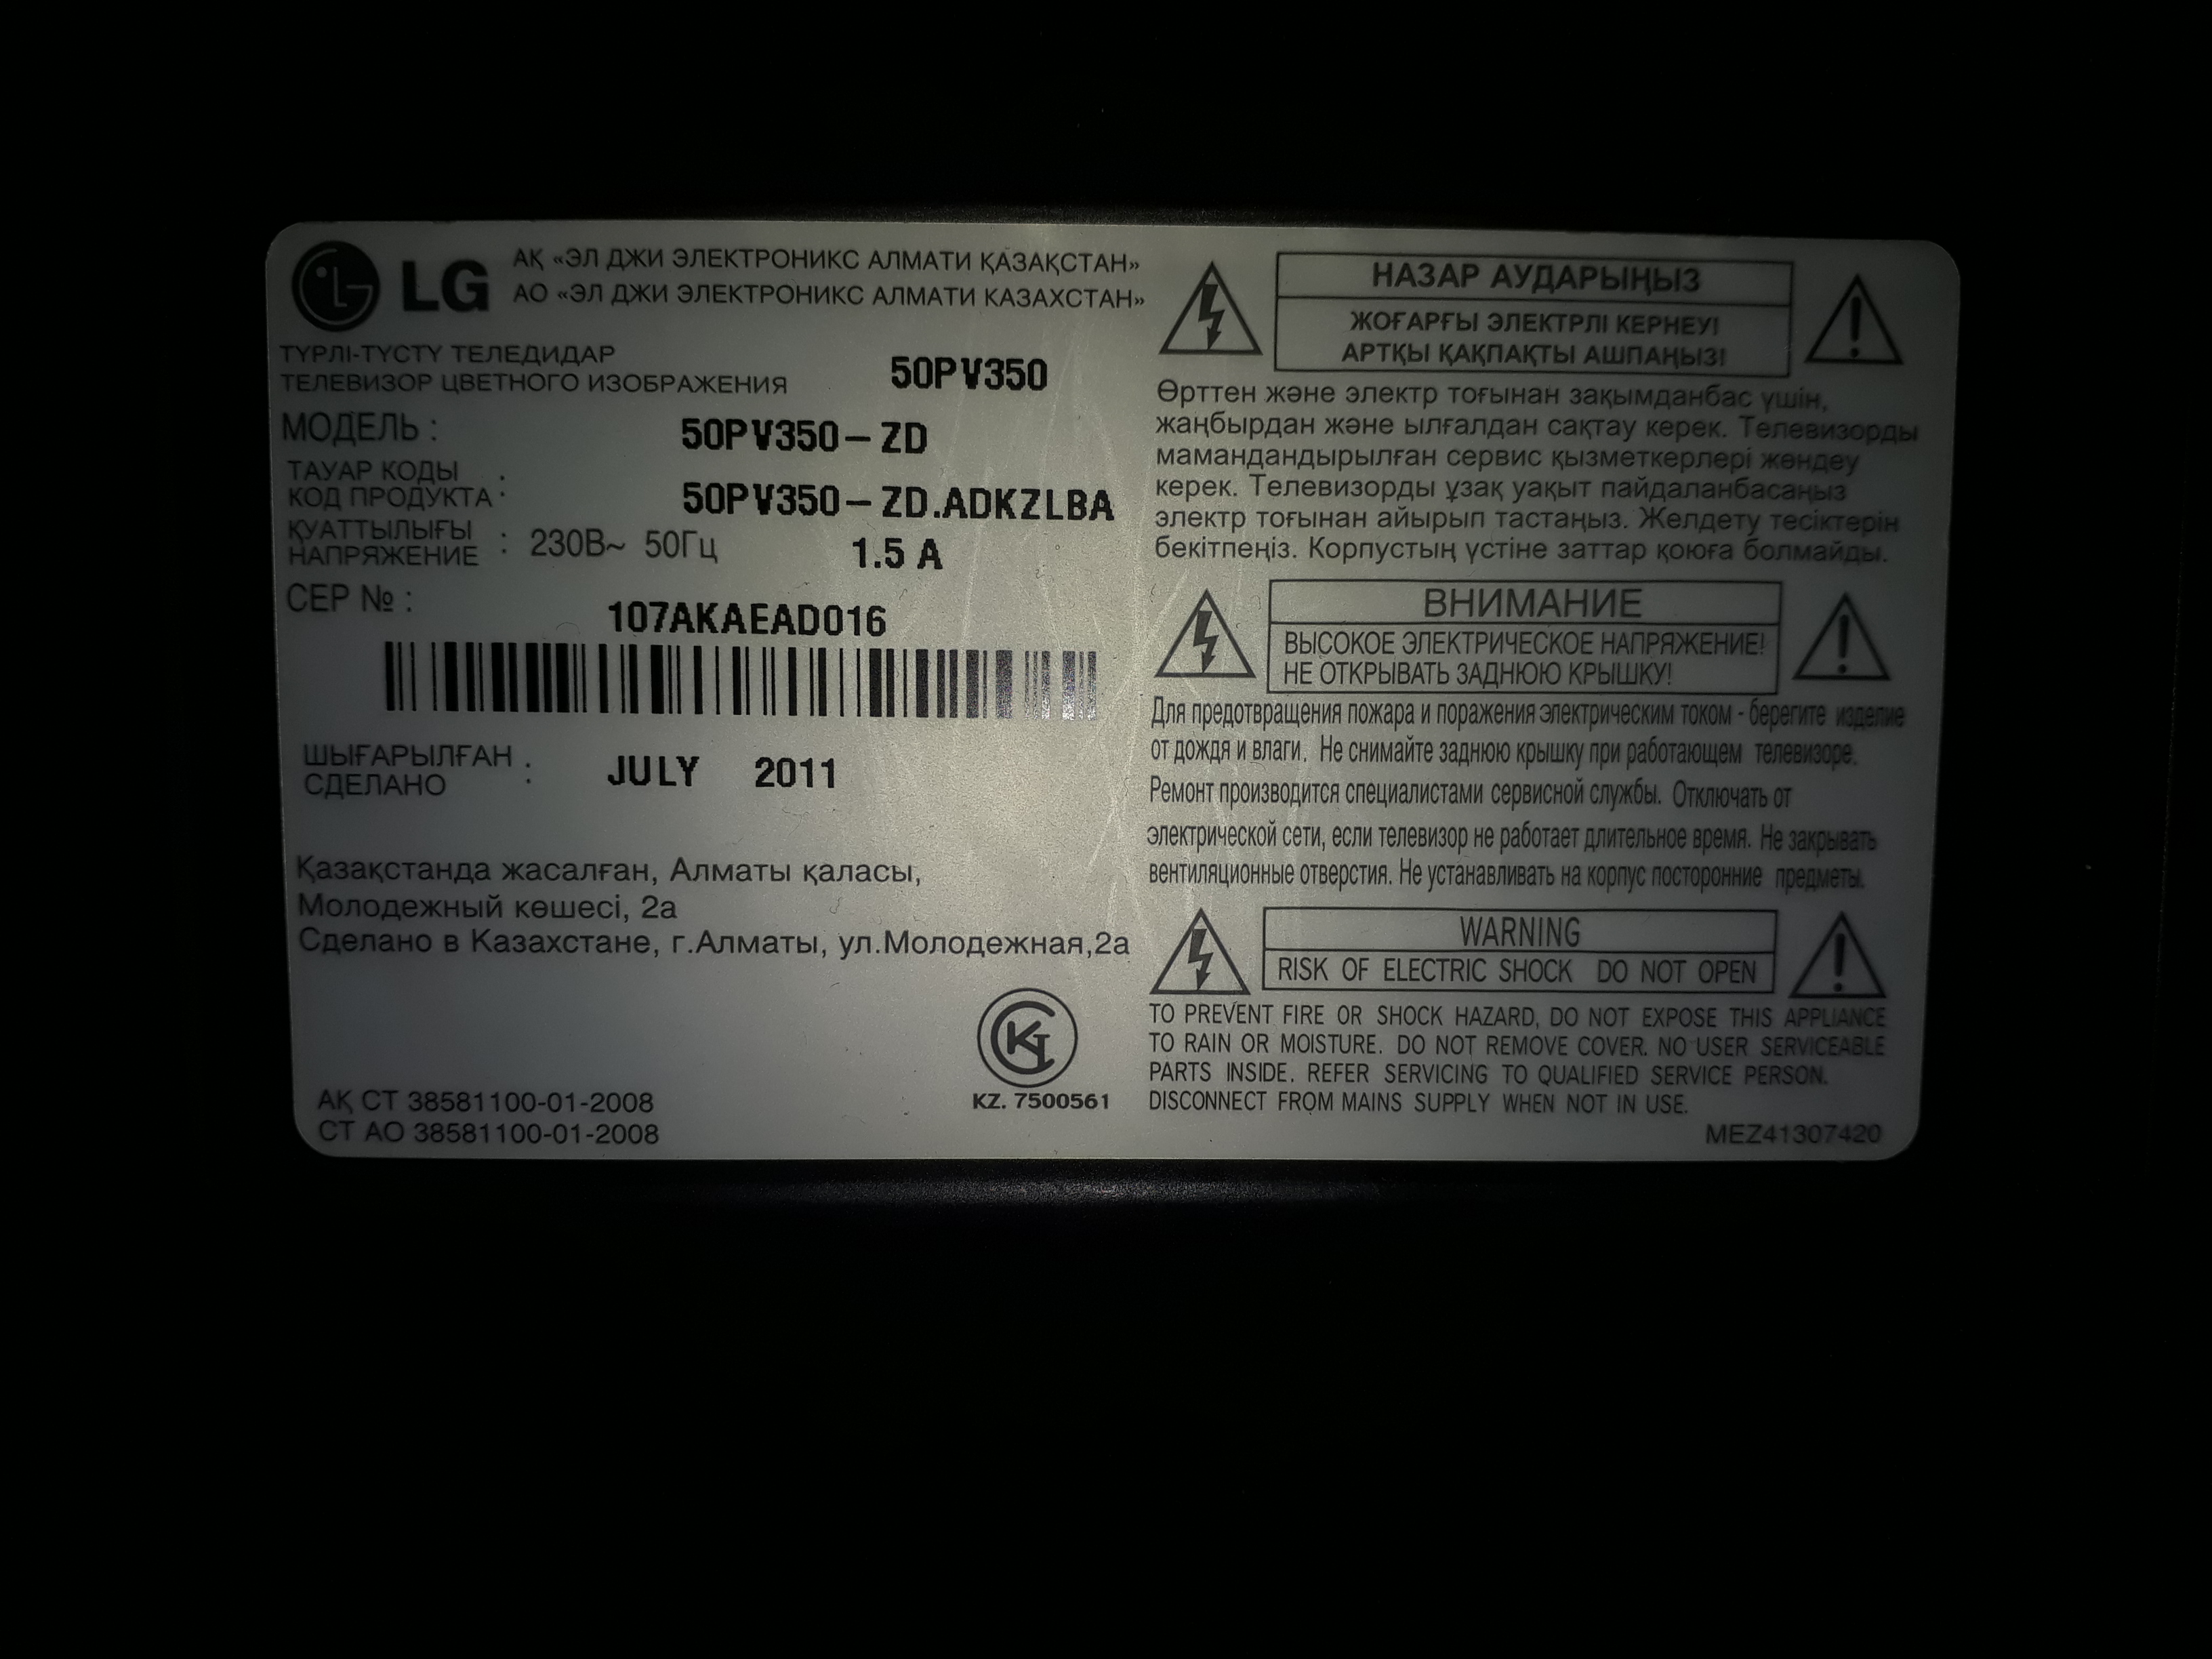 LG
АҚ «ЭЛ ДЖИ ЭЛЕКТРОНИКС АЛМАТИ ҚАЗАҚСТАН»
АО «ЭЛ ДЖИ ЭЛЕКТРОНИКС АЛМАТИ КАЗАХСТАН»
ТҮРЛІ-ТҮСТҮ ТЕЛЕДИДАР
ТЕЛЕВИЗОР ЦВЕТНОГО ИЗОБРАЖЕНИЯ
50PV350
МОДЕЛЬ : 50PV350-ZD
ТАУАР КОДЫ
КОД ПРОДУКТА : 50PV350-ZD.ADKZLBA
ҚУАТТЫЛЫҒЫ
НАПРЯЖЕНИЕ : 230В~ 50Гц 1.5 A
СЕР № : 107AKAEAD016
ШЫҒАРЫЛҒАН :
СДЕЛАНО : JULY 2011
Қазақстанда жасалған, Алматы қаласы,
Молодежный көшесі, 2а
Сделано в Казахстане, г.Алматы, ул.Молодежная,2а
KZ. 7500561
АҚ СТ 38581100-01-2008
СТ АО 38581100-01-2008
НАЗАР АУДАРЫҢЫЗ
ЖОҒАРҒЫ ЭЛЕКТРЛІ КЕРНЕУ!
АРТҚЫ ҚАҚПАҚТЫ АШПАҢЫЗ!
Өрттен және электр тоғынан зақымданбас үшін,
жаңбырдан және ылғалдан сақтау керек. Телевизорды
мамандандырылған сервис қызметкерлері жөндеу
керек. Телевизорды ұзақ уақыт пайдаланбасаңыз
электр тоғынан айырып тастаңыз. Желдету тесіктерін
бекітпеңіз. Корпустың үстіне заттар қоюға болмайды.
ВНИМАНИЕ
ВЫСОКОЕ ЭЛЕКТРИЧЕСКОЕ НАПРЯЖЕНИЕ!
НЕ ОТКРЫВАТЬ ЗАДНЮЮ КРЫШКУ!
Для предотвращения пожара и поражения электрическим током - берегите изделие
от дождя и влаги. Не снимайте заднюю крышку при работающем телевизоре.
Ремонт производится специалистами сервисной службы. Отключать от
электрической сети, если телевизор не работает длительное время. Не закрывать
вентиляционные отверстия. Не устанавливать на корпус посторонние предметы.
WARNING
RISK OF ELECTRIC SHOCK DO NOT OPEN
TO PREVENT FIRE OR SHOCK HAZARD, DO NOT EXPOSE THIS APPLIANCE
TO RAIN OR MOISTURE. DO NOT REMOVE COVER. NO USER SERVICEABLE
PARTS INSIDE. REFER SERVICING TO QUALIFIED SERVICE PERSON.
DISCONNECT FROM MAINS SUPPLY WHEN NOT IN USE.
MEZ41307420